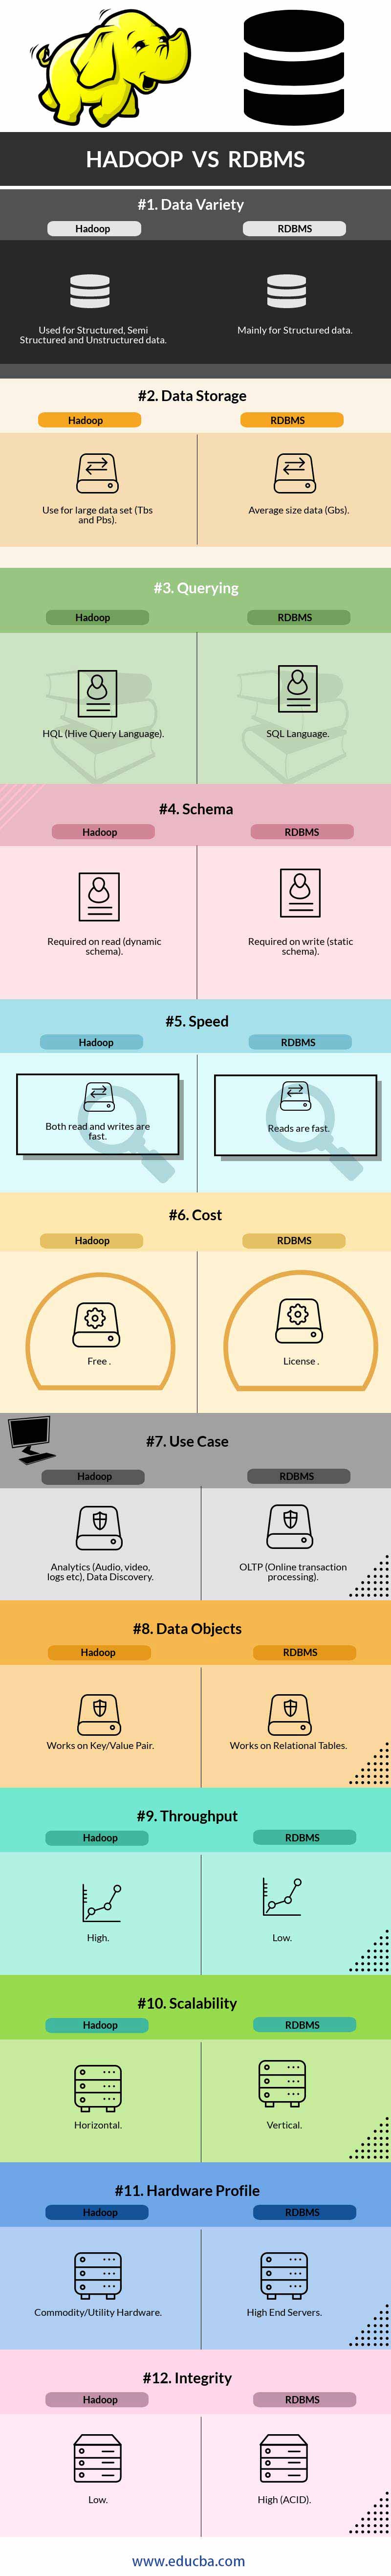 HADOOP VS RDBMS
#1. Data Variety
Hadoop
RDBMS
Used for Structured, Semi
Structured and Unstructured data.
Mainly for Structured data.
#2. Data Storage
Hadoop
RDBMS
Use for large data set (Tbs
and Pbs).
Average size data (Gbs).
#3. Querying
Hadoop
RDBMS
HQL (Hive Query Language).
SQL Language.
#4. Schema
Hadoop
RDBMS
Required on read (dynamic
schema).
Required on write (static
schema).
#5. Speed
Hadoop
RDBMS
Both read and writes are
fast.
Reads are fast.
#6. Cost
Hadoop
RDBMS
Free .
License .
#7. Use Case
Hadoop
RDBMS
Analytics (Audio, video,
logs etc), Data Discovery.
OLTP (Online transaction
processing).
#8. Data Objects
Hadoop
RDBMS
Works on Key/Value Pair.
Works on Relational Tables.
#9. Throughput
Hadoop
RDBMS
High.
Low.
#10. Scalability
Hadoop
RDBMS
Horizontal.
Vertical.
#11. Hardware Profile
Hadoop
RDBMS
Commodity/Utility Hardware.
High End Servers.
#12. Integrity
Hadoop
RDBMS
Low.
High (ACID).
www.educba.com